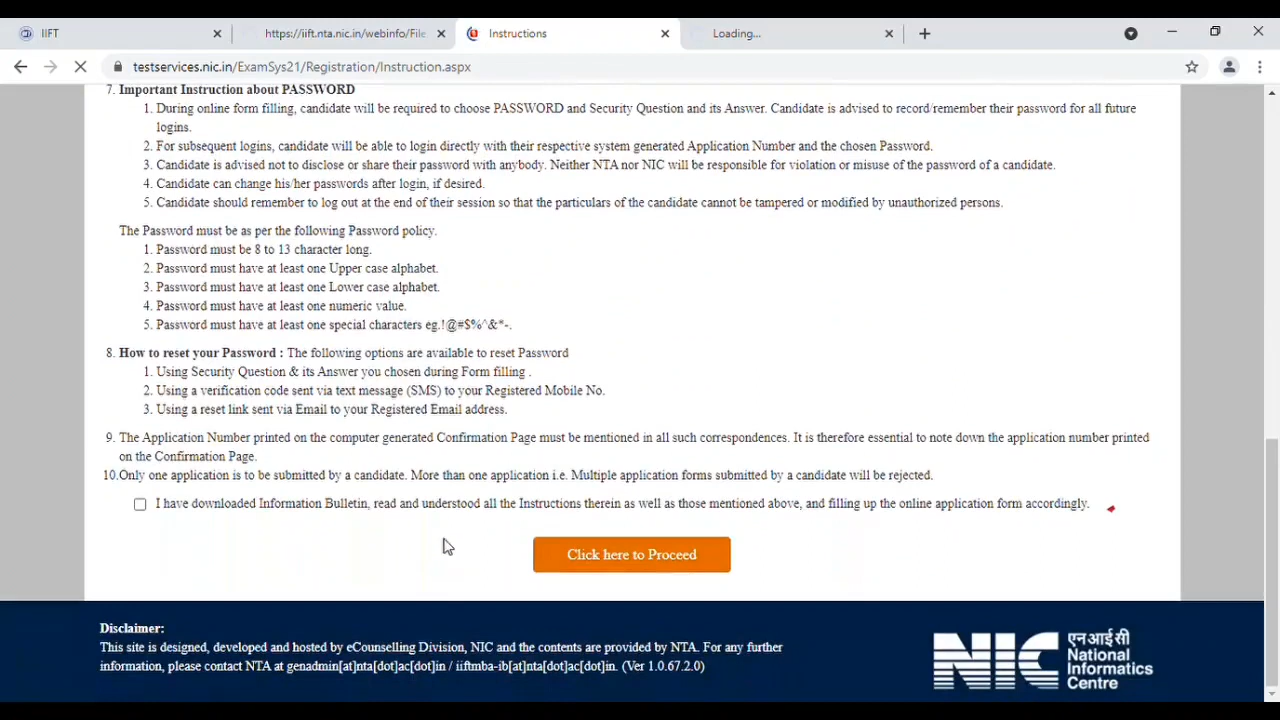 IIFT
https://iift.nta.nic.in/webinfo/File
Instructions
Loading...
testservices.nic.in/ExamSys21/Registration/Instruction.aspx
7. Important Instruction about PASSWORD
1. During online form filling, candidate will be required to choose PASSWORD and Security Question and its Answer. Candidate is advised to record/remember their password for all future
logins.
2. For subsequent logins, candidate will be able to login directly with their respective system generated Application Number and the chosen Password.
3. Candidate is advised not to disclose or share their password with anybody. Neither NTA nor NIC will be responsible for violation or misuse of the password of a candidate.
4. Candidate can change his/her passwords after login, if desired.
5. Candidate should remember to log out at the end of their session so that the particulars of the candidate cannot be tampered or modified by unauthorized persons.
The Password must be as per the following Password policy.
1. Password must be 8 to 13 character long.
2. Password must have at least one Upper case alphabet.
3. Password must have at least one Lower case alphabet.
4. Password must have at least one numeric value.
5. Password must have at least one special characters eg.!@#$%^&*-.
8. How to reset your Password : The following options are available to reset Password
1. Using Security Question & its Answer you chosen during Form filling .
2. Using a verification code sent via text message (SMS) to your Registered Mobile No.
3. Using a reset link sent via Email to your Registered Email address.
9. The Application Number printed on the computer generated Confirmation Page must be mentioned in all such correspondences. It is therefore essential to note down the application number printed
on the Confirmation Page.
10.Only one application is to be submitted by a candidate. More than one application i.e. Multiple application forms submitted by a candidate will be rejected.
I have downloaded Information Bulletin, read and understood all the Instructions therein as well as those mentioned above, and filling up the online application form accordingly.
Click here to Proceed
Disclaimer:
This site is designed, developed and hosted by eCounselling Division, NIC and the contents are provided by NTA. For any further
information, please contact NTA at genadmin[at]nta[dot]ac[dot]in / iiftmba-ib[at]nta[dot]ac[dot]in. (Ver 1.0.67.2.0)
NIC
एन आई सी
National
Informatics
Centre